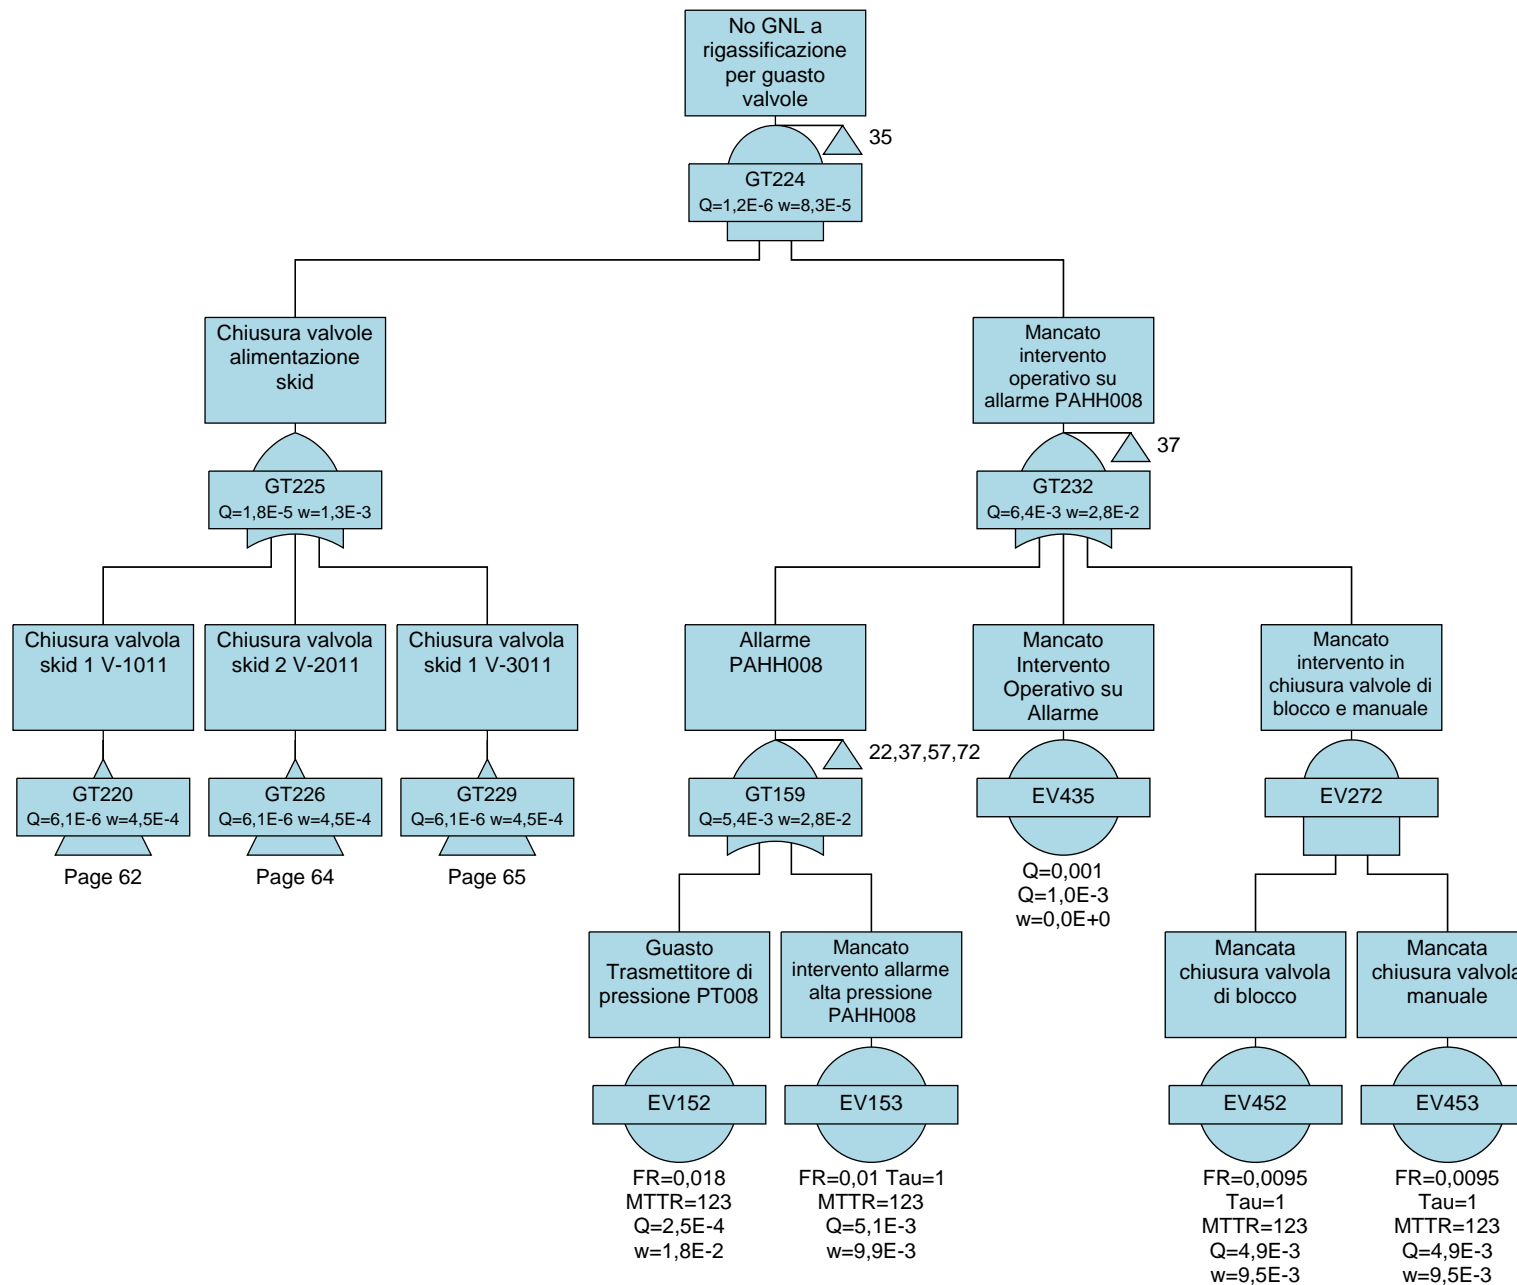 No GNL a
rigassificazione
per guasto
valvole
35
GT224
Q=1,2E-6 w=8,3E-5
Chiusura valvole
alimentazione
skid
GT225
Q=1,8E-5 w=1,3E-3
Mancato
intervento
operativo su
allarme PAHH008
37
GT232
Q=6,4E-3 w=2,8E-2
Chiusura valvola
skid 1 V-1011
GT220
Q=6,1E-6 w=4,5E-4
Page 62
Chiusura valvola
skid 2 V-2011
GT226
Q=6,1E-6 w=4,5E-4
Page 64
Chiusura valvola
skid 1 V-3011
GT229
Q=6,1E-6 w=4,5E-4
Page 65
Allarme
PAHH008
22,37,57,72
GT159
Q=5,4E-3 w=2,8E-2
Mancato
Intervento
Operativo su
Allarme
EV435
Q=0,001
Q=1,0E-3
w=0,0E+0
Mancato
intervento in
chiusura valvole di
blocco e manuale
EV272
Guasto
Trasmettitore di
pressione PT008
EV152
FR=0,018
MTTR=123
Q=2,5E-4
w=1,8E-2
Mancato
intervento allarme
alta pressione
PAHH008
EV153
FR=0,01 Tau=1
MTTR=123
Q=5,1E-3
w=9,9E-3
Mancata
chiusura valvola
di blocco
EV452
FR=0,0095
Tau=1
MTTR=123
Q=4,9E-3
w=9,5E-3
Mancata
chiusura valvola
manuale
EV453
FR=0,0095
Tau=1
MTTR=123
Q=4,9E-3
w=9,5E-3